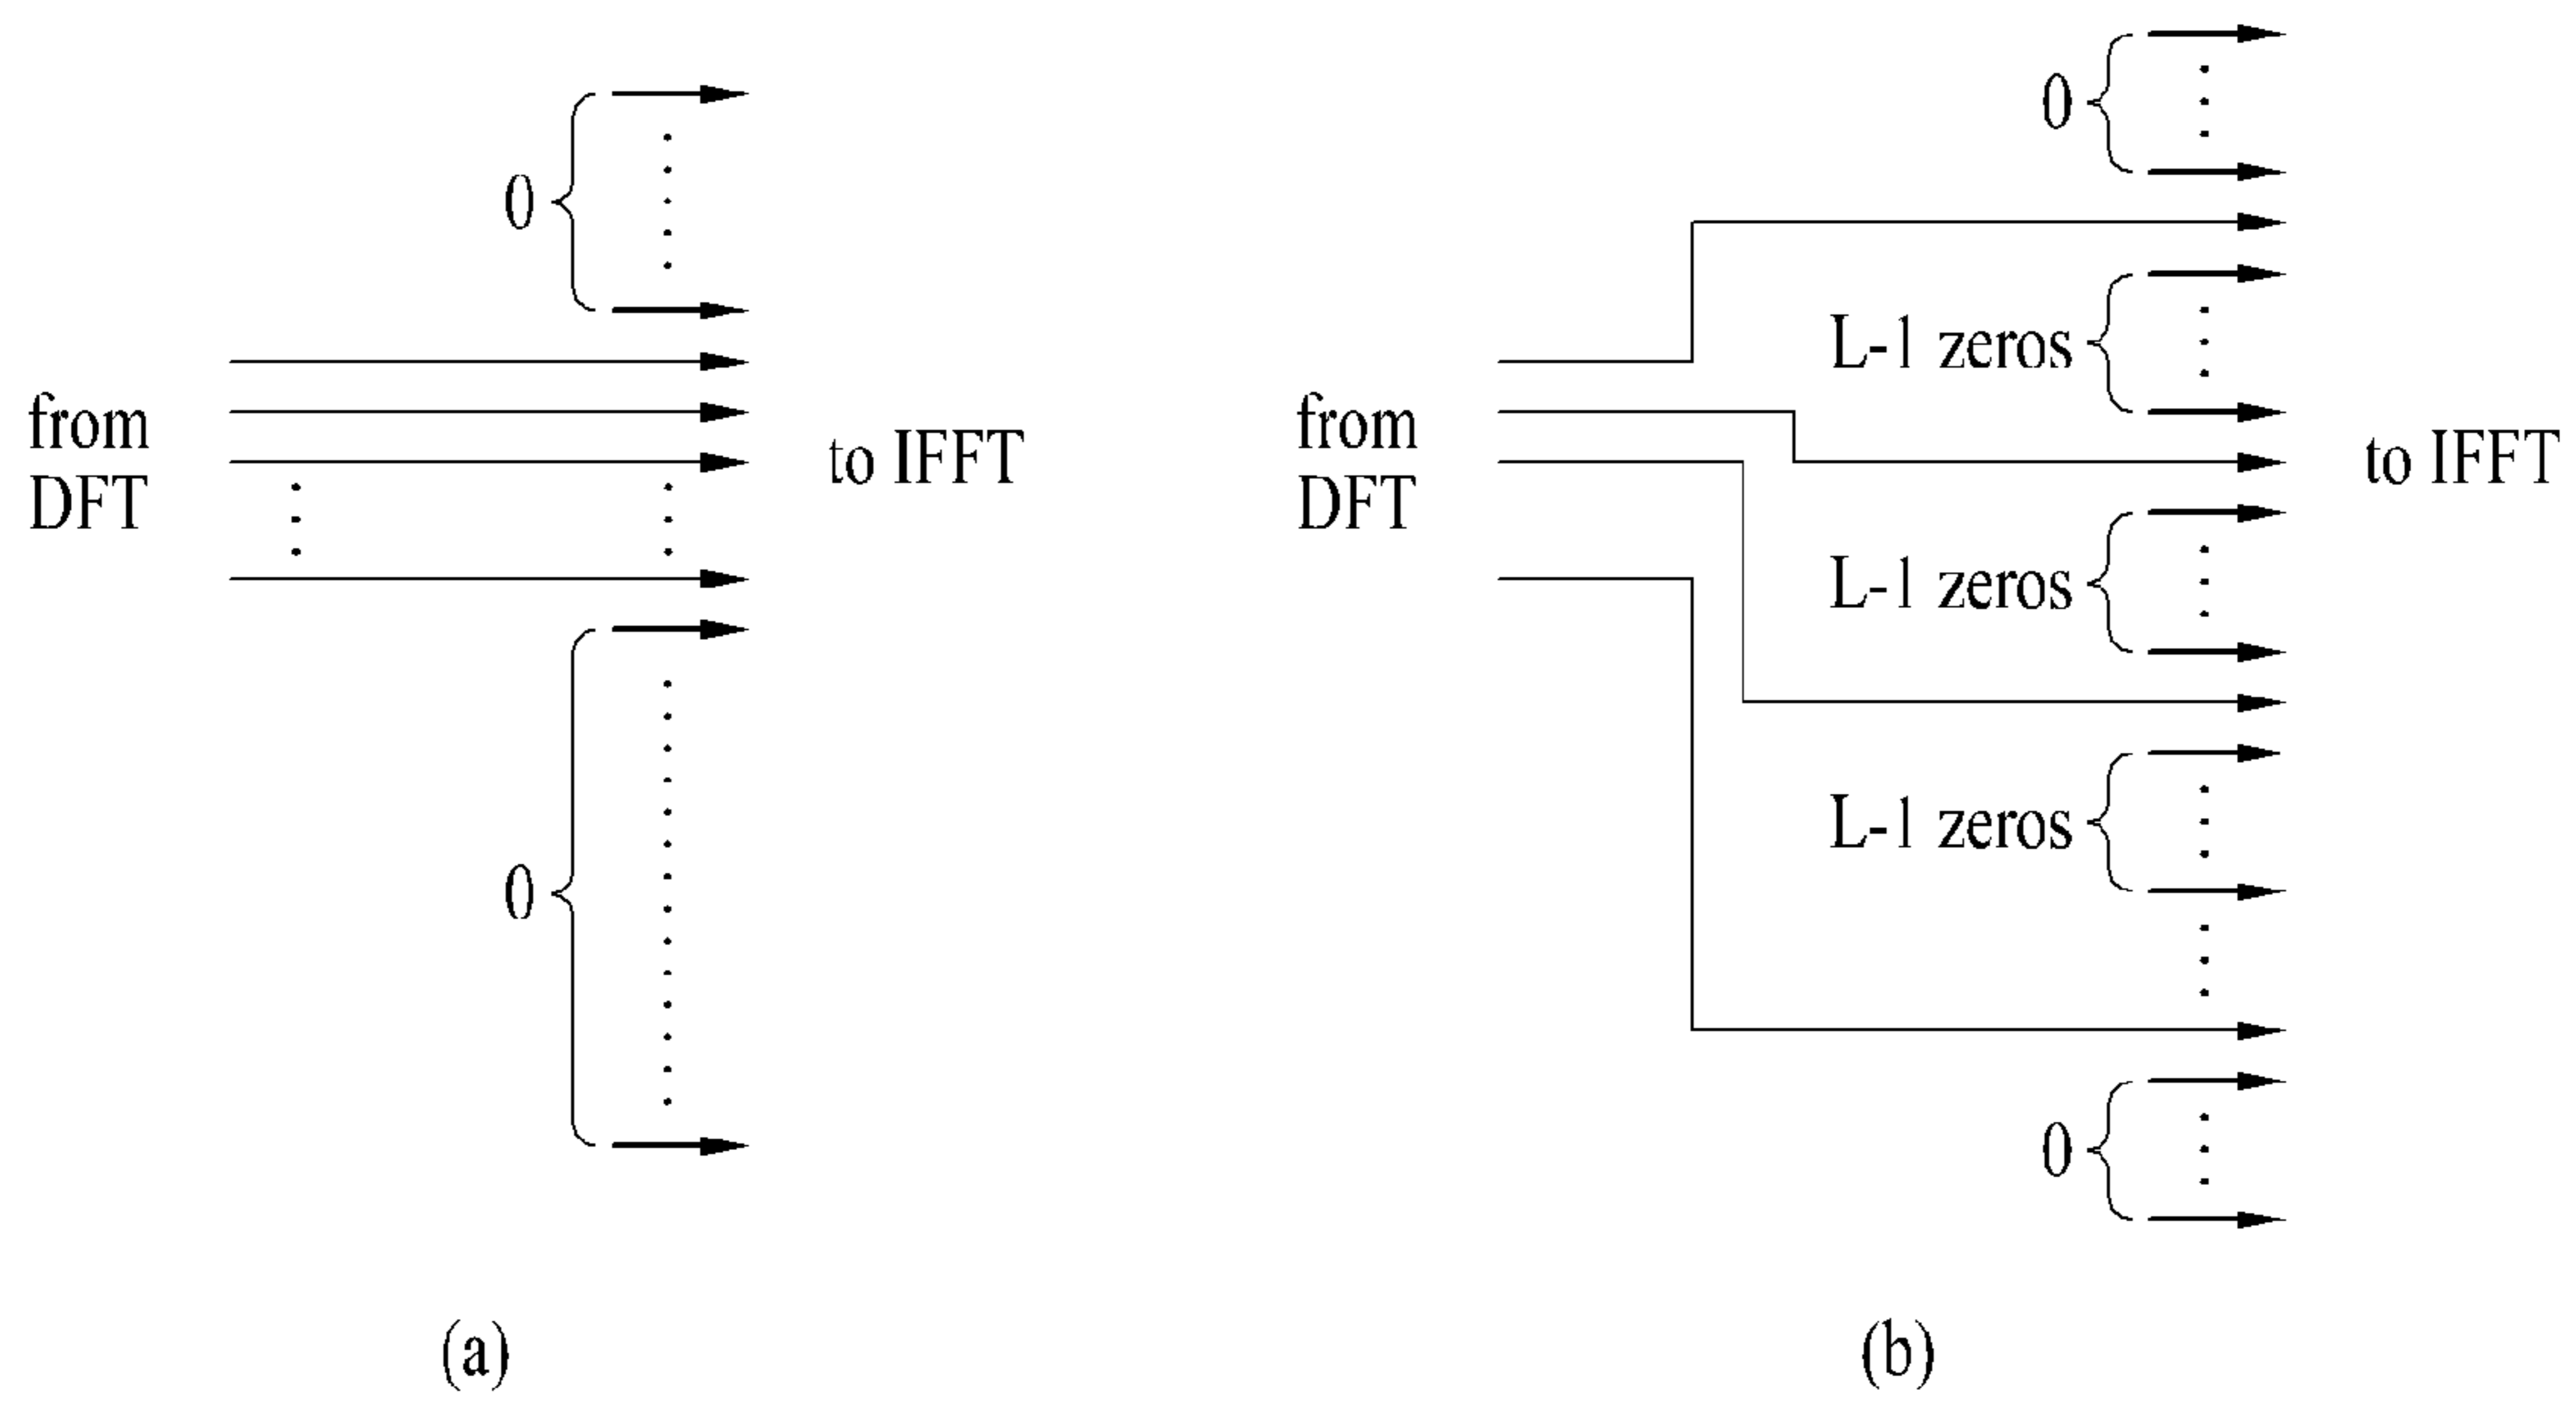 0
from
DFT
to IFFT
0
(a)
0
L-1 zeros
from
DFT
to IFFT
L-1 zeros
L-1 zeros
0
(b)